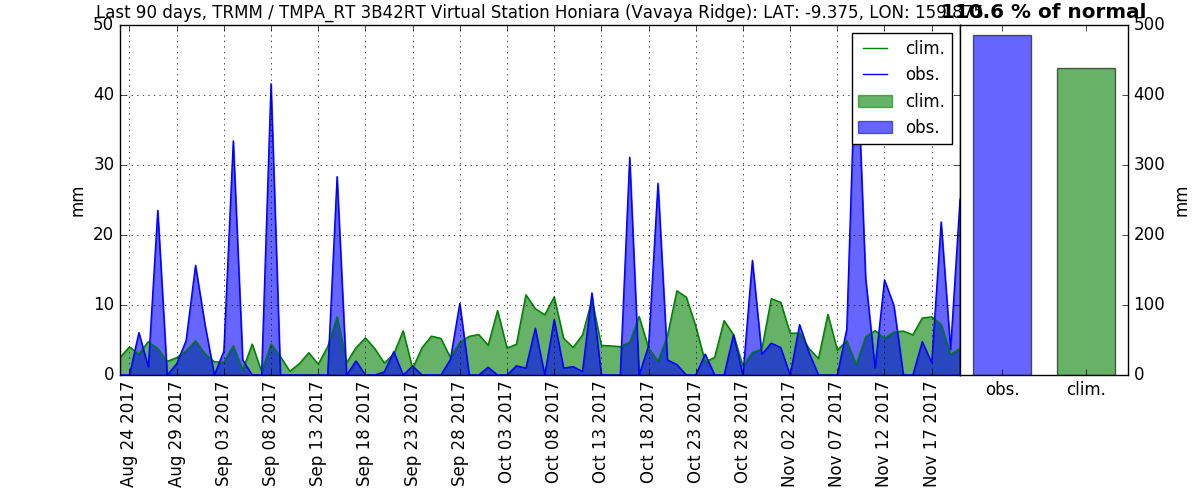 Last 90 days, TRMM / TMPA_RT 3B42RT Virtual Station Honiara (Vavaya Ridge): LAT: -9.375, LON: 159.875
110.6 % of normal
50
40
30
20
10
0
mm
clim.
obs.
clim.
obs.
500
400
300
200
100
0
mm
obs.
clim.
Aug 24 2017
Aug 29 2017
Sep 03 2017
Sep 08 2017
Sep 13 2017
Sep 18 2017
Sep 23 2017
Sep 28 2017
Oct 03 2017
Oct 08 2017
Oct 13 2017
Oct 18 2017
Oct 23 2017
Oct 28 2017
Nov 02 2017
Nov 07 2017
Nov 12 2017
Nov 17 2017